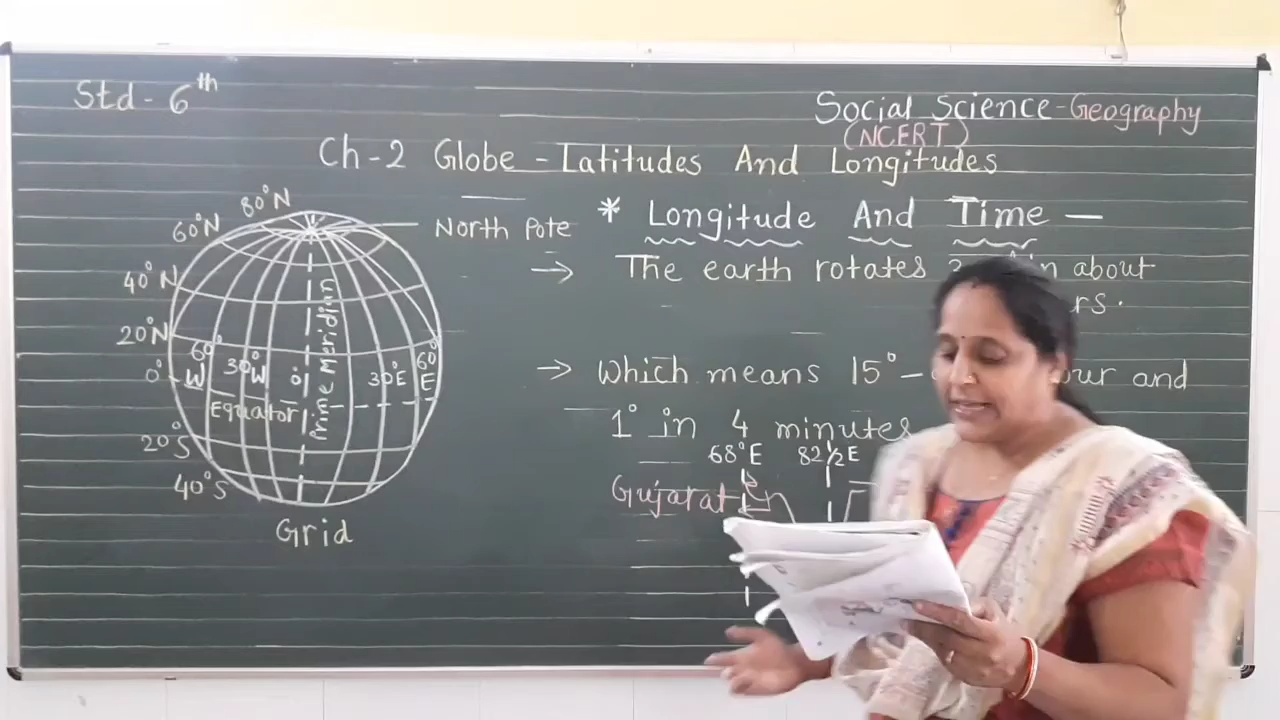 Std - 6th
Social Science - Geography
(NCERT)
Ch - 2 Globe - Latitudes And Longitudes
80°N
60°N
40°N
20°N
0°
20°S
40°S
60° W
30°W
0°
30°E
60° E
Equator
Prime Meridian
North Pole
Grid
* Longitude And Time —
→ The earth rotates in about
→ Which means 15° – and
1° in 4 minutes
68°E 82½E
Gujarat